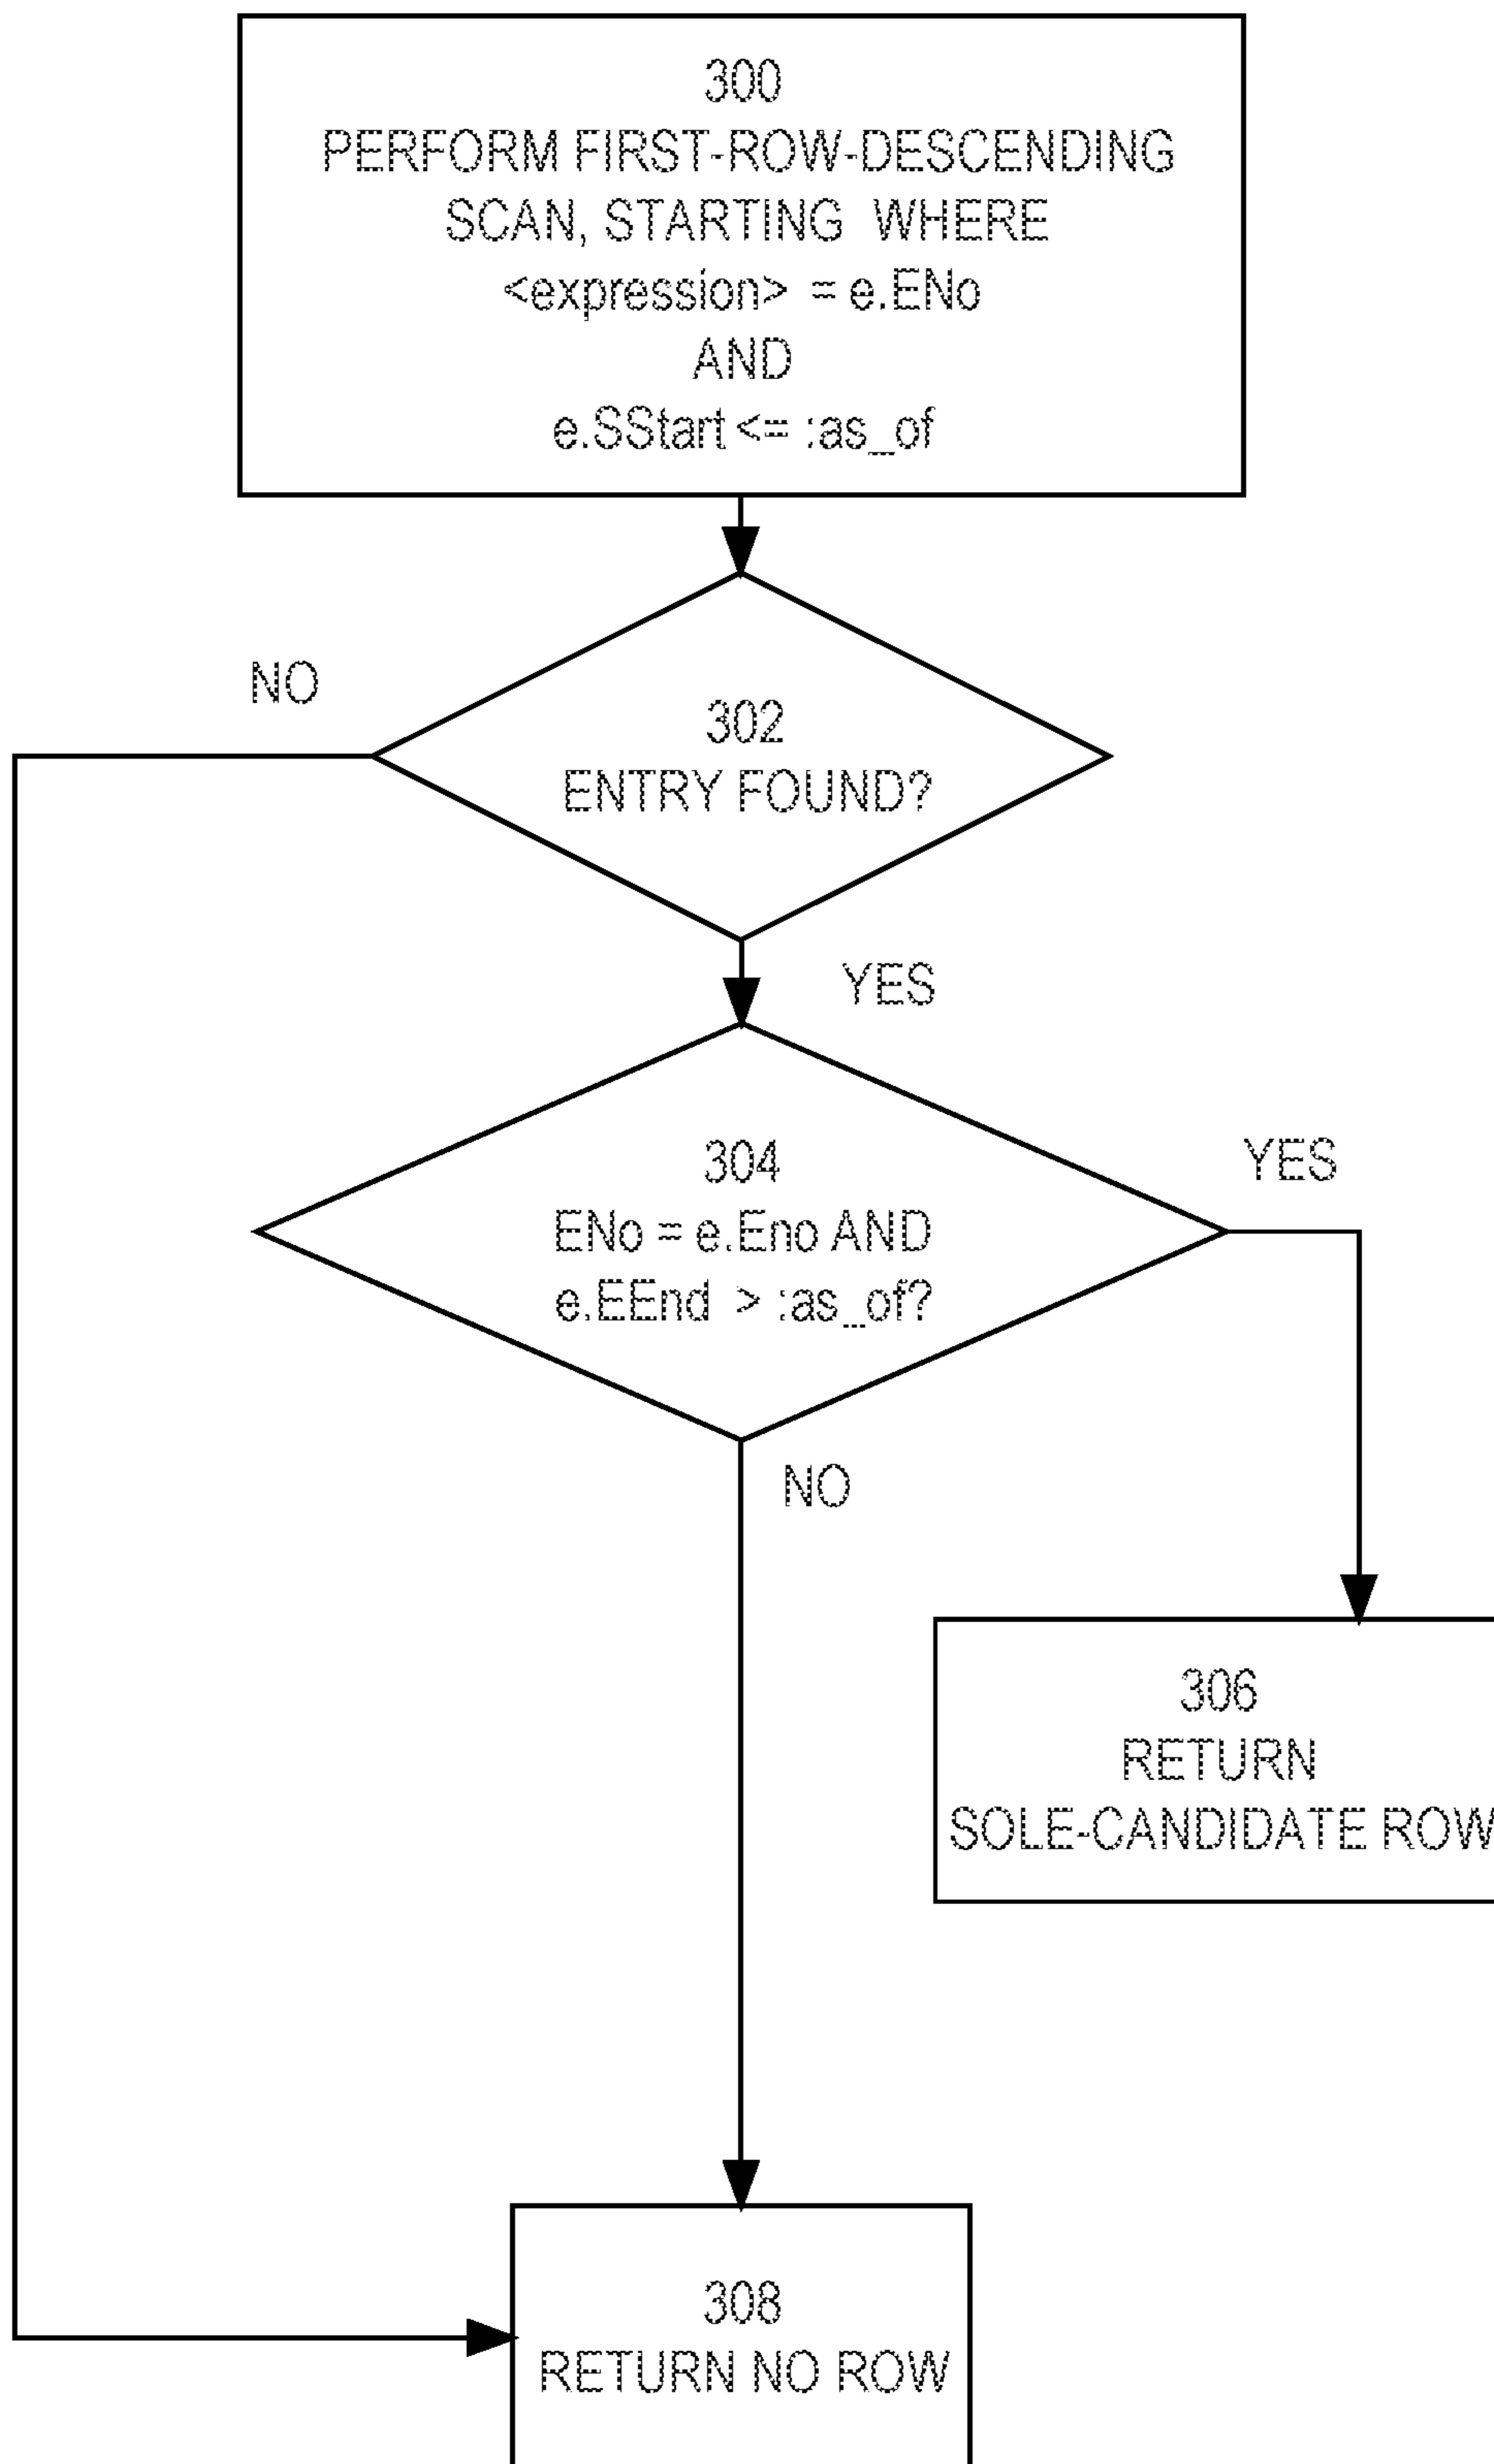 300
PERFORM FIRST-ROW-DESCENDING
SCAN, STARTING WHERE
<expression> = e.ENo
AND
e.SStart <= :as_of
NO
302
ENTRY FOUND?
YES
304
ENo = e.Eno AND
e.EEnd > :as_of?
YES
NO
306
RETURN
SOLE-CANDIDATE ROW
308
RETURN NO ROW